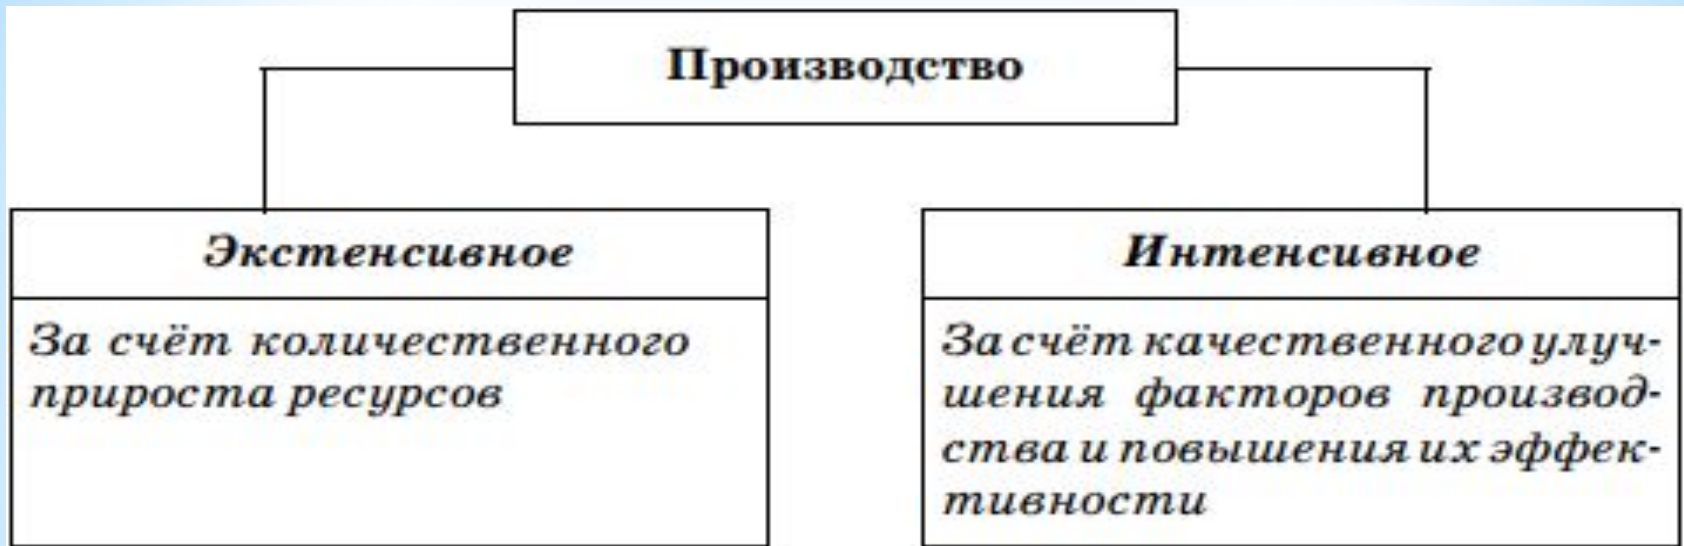 Производство
Экстенсивное
За счёт количественного
прироста ресурсов
Интенсивное
За счёт качественного улуч-
шения факторов производ-
ства и повышения их эффек-
тивности